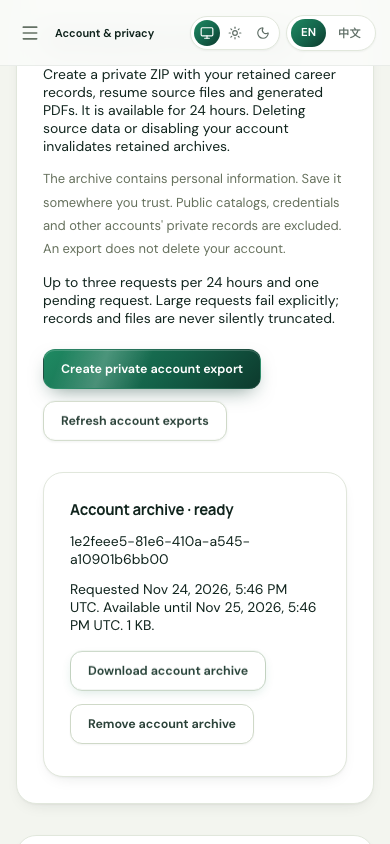 Account & privacy
EN
中文
Create a private ZIP with your retained career
records, resume source files and generated
PDFs. It is available for 24 hours. Deleting
source data or disabling your account
invalidates retained archives.
The archive contains personal information. Save it
somewhere you trust. Public catalogs, credentials
and other accounts' private records are excluded.
An export does not delete your account.
Up to three requests per 24 hours and one
pending request. Large requests fail explicitly;
records and files are never silently truncated.
Create private account export
Refresh account exports
Account archive · ready
1e2feee5-81e6-410a-a545-
a10901b6bb00
Requested Nov 24, 2026, 5:46 PM
UTC. Available until Nov 25, 2026, 5:46
PM UTC. 1 KB.
Download account archive
Remove account archive